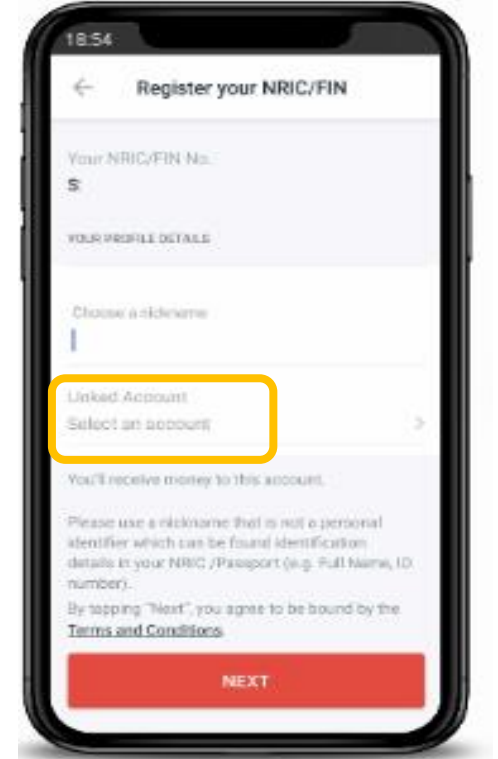 18:54
← Register your NRIC/FIN
Your NRIC/FIN No.
S
YOUR PROFILE DETAILS
Choose a nickname
Linked Account
Select an account >
You'll receive money to this account.
Please use a nickname that is not a personal
identifier which can be found identification
details in your NRIC /Passport (e.g. Full Name, ID
number).
By tapping "Next", you agree to be bound by the
Terms and Conditions.
NEXT